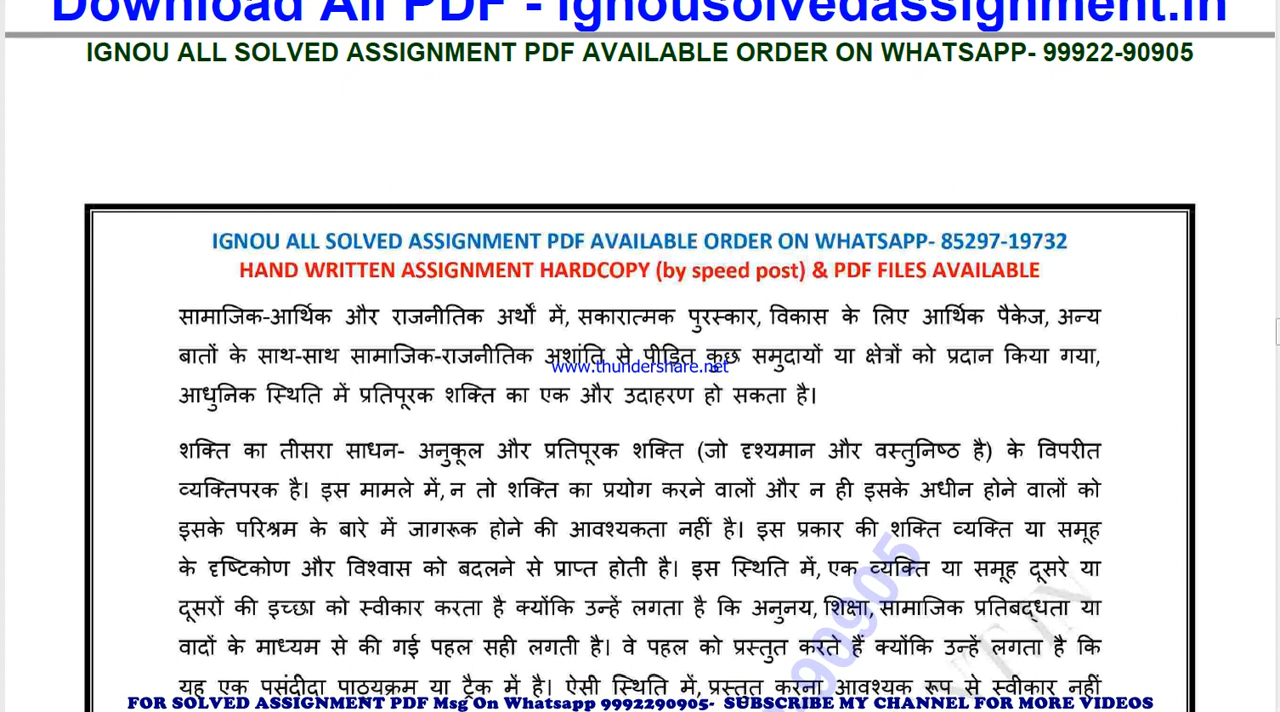 Download All PDF - ignousolvedassignment.in
IGNOU ALL SOLVED ASSIGNMENT PDF AVAILABLE ORDER ON WHATSAPP- 99922-90905
IGNOU ALL SOLVED ASSIGNMENT PDF AVAILABLE ORDER ON WHATSAPP- 85297-19732
HAND WRITTEN ASSIGNMENT HARDCOPY (by speed post) & PDF FILES AVAILABLE
सामाजिक-आर्थिक और राजनीतिक अर्थों में, सकारात्मक पुरस्कार, विकास के लिए आर्थिक पैकेज, अन्य
बातों के साथ-साथ सामाजिक-राजनीतिक अशांति से पीड़ित कुछ समुदायों या क्षेत्रों को प्रदान किया गया,
www.thundershare.net
आधुनिक स्थिति में प्रतिपूरक शक्ति का एक और उदाहरण हो सकता है।
शक्ति का तीसरा साधन- अनुकूल और प्रतिपूरक शक्ति (जो दृश्यमान और वस्तुनिष्ठ है) के विपरीत
व्यक्तिपरक है। इस मामले में, न तो शक्ति का प्रयोग करने वालों और न ही इसके अधीन होने वालों को
इसके परिश्रम के बारे में जागरूक होने की आवश्यकता नहीं है। इस प्रकार की शक्ति व्यक्ति या समूह
के दृष्टिकोण और विश्वास को बदलने से प्राप्त होती है। इस स्थिति में, एक व्यक्ति या समूह दूसरे या
दूसरों की इच्छा को स्वीकार करता है क्योंकि उन्हें लगता है कि अनुनय, शिक्षा, सामाजिक प्रतिबद्धता या
वादों के माध्यम से की गई पहल सही लगती है। वे पहल को प्रस्तुत करते हैं क्योंकि उन्हें लगता है कि
यह एक पसंदीदा पाठ्यक्रम या ट्रैक में है। ऐसी स्थिति में, प्रस्तुत करना आवश्यक रूप से स्वीकार नहीं
FOR SOLVED ASSIGNMENT PDF Msg On Whatsapp 9992290905- SUBSCRIBE MY CHANNEL FOR MORE VIDEOS